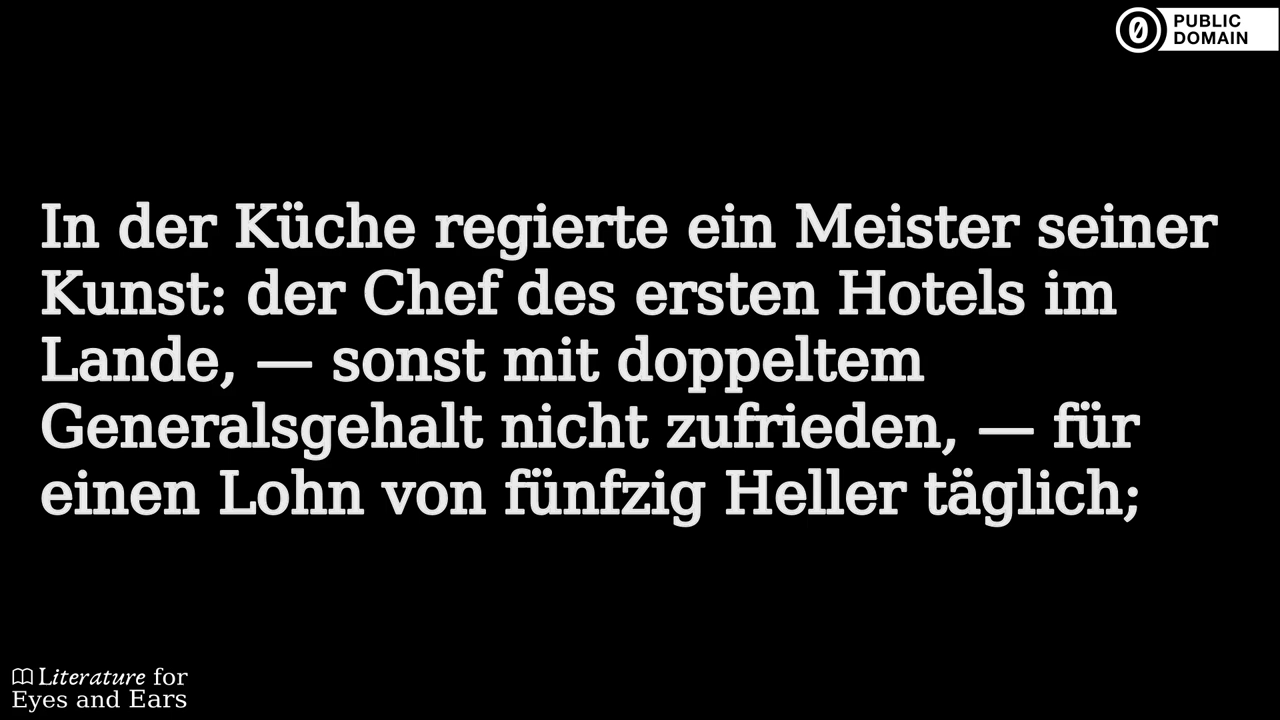 PUBLIC
DOMAIN
In der Küche regierte ein Meister seiner
Kunst: der Chef des ersten Hotels im
Lande, — sonst mit doppeltem
Generalsgehalt nicht zufrieden, — für
einen Lohn von fünfzig Heller täglich;
Literature for
Eyes and Ears